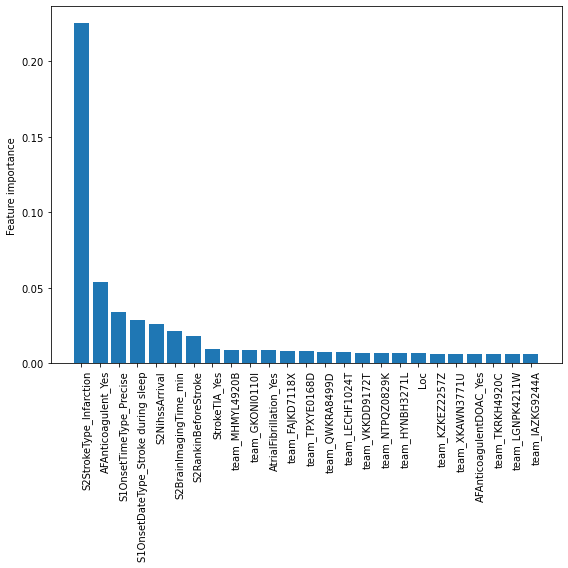 0.20
0.15
0.10
0.05
0.00
Feature importance
S2StrokeType_Infarction
AFAnticoagulent_Yes
S1OnsetTimeType_Precise
S1OnsetDateType_Stroke during sleep
S2NihssArrival
S2BrainImagingTime_min
S2RankinBeforeStroke
StrokeTIA_Yes
team_MHMYL4920B
team_GKONI0110I
AtrialFibrillation_Yes
team_FAJKD7118X
team_TPXYE0168D
team_QWKRA8499D
team_LECHF1024T
team_VKKDD9172T
team_NTPQZ0829K
team_HYNBH3271L
Loc
team_KZKEZ2257Z
team_XKAWN3771U
AFAnticoagulentDOAC_Yes
team_TKRKH4920C
team_LGNPK4211W
team_IAZKG9244A